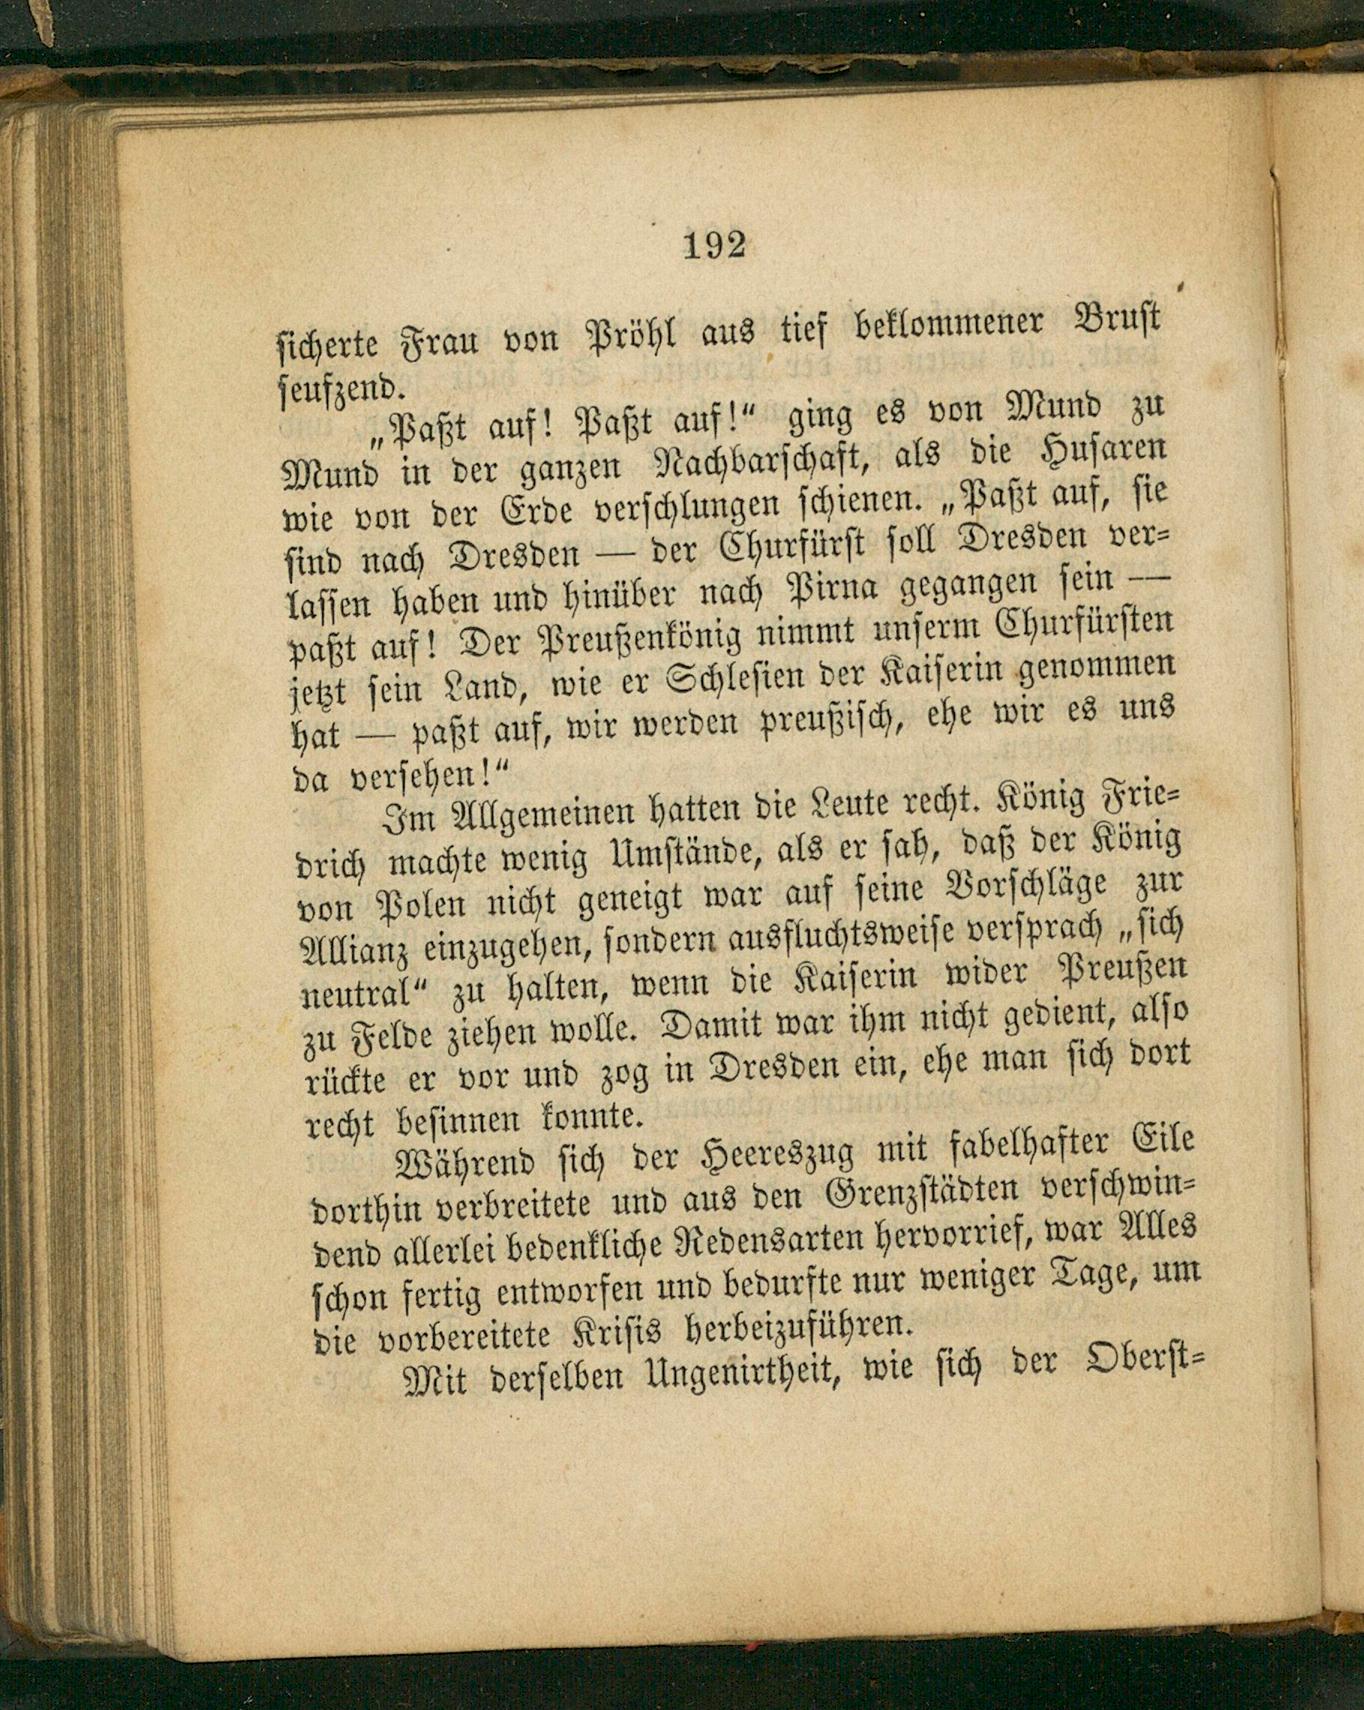 192
sicherte Frau von Pröhl aus tief beklommener Brust
seufzend.
„Paßt auf! Paßt auf!“ ging es von Mund zu
Mund in der ganzen Nachbarschaft, als die Husaren
wie von der Erde verschlungen schienen. „Paßt auf, sie
sind nach Dresden — der Churfürst soll Dresden ver-
lassen haben und hinüber nach Pirna gegangen sein —
paßt auf! Der Preußenkönig nimmt unserm Churfürsten
jetzt sein Land, wie er Schlesien der Kaiserin genommen
hat — paßt auf, wir werden preußisch, ehe wir es uns
da versehen!“
Im Allgemeinen hatten die Leute recht. König Frie-
drich machte wenig Umstände, als er sah, daß der König
von Polen nicht geneigt war auf seine Vorschläge zur
Allianz einzugehen, sondern ausfluchtsweise versprach „sich
neutral“ zu halten, wenn die Kaiserin wider Preußen
zu Felde ziehen wolle. Damit war ihm nicht gedient, also
rückte er vor und zog in Dresden ein, ehe man sich dort
recht besinnen konnte.
Während sich der Heereszug mit fabelhafter Eile
dorthin verbreitete und aus den Grenzstädten verschwin-
dend allerlei bedenkliche Redensarten hervorrief, war Alles
schon fertig entworfen und bedurfte nur weniger Tage, um
die vorbereitete Krisis herbeizuführen.
Mit derselben Ungenirtheit, wie sich der Oberst-